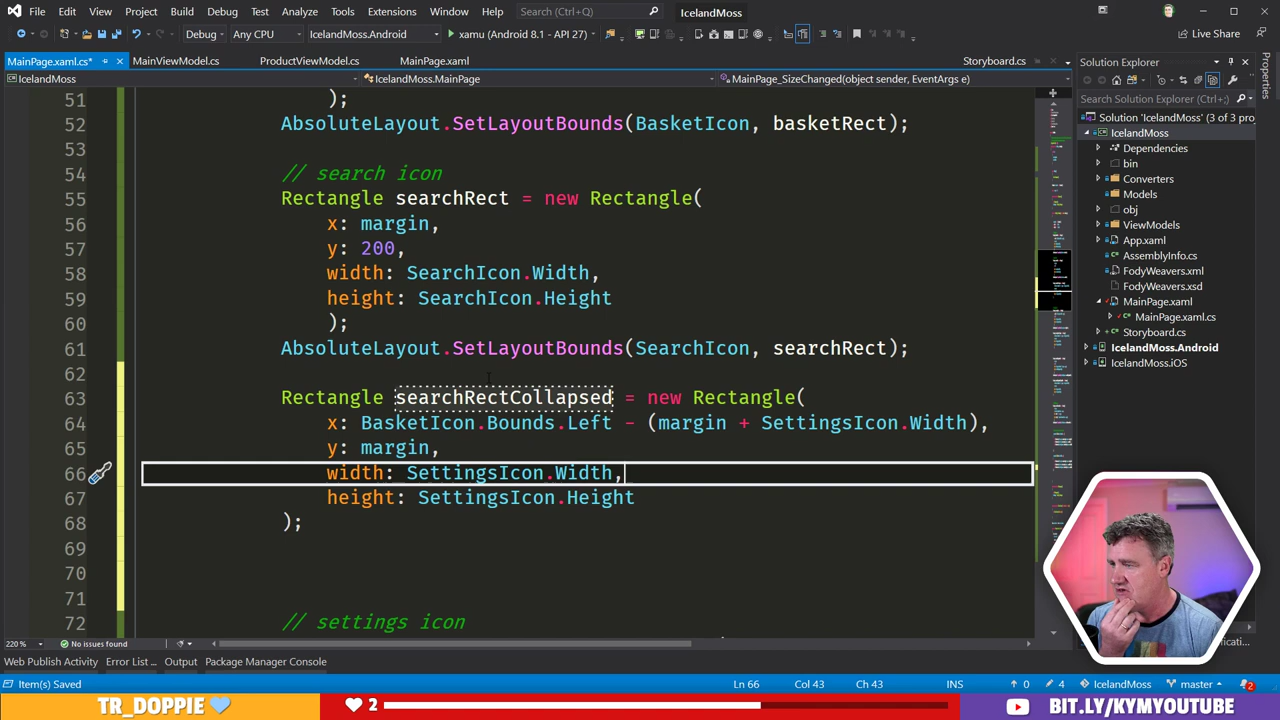 File Edit View Git Project Build Debug Test Analyze Tools Extensions Window Help Search (Ctrl+Q) IcelandMoss
Debug Any CPU IcelandMoss.Android xamu (Android 8.1 - API 27) Live Share
MainPage.xaml.cs* MainViewModel.cs ProductViewModel.cs MainPage.xaml Storyboard.cs
IcelandMoss IcelandMoss.MainPage MainPage_SizeChanged(object sender, EventArgs e)
51 );
52 AbsoluteLayout.SetLayoutBounds(BasketIcon, basketRect);
53
54 // search icon
55 Rectangle searchRect = new Rectangle(
56 x: margin,
57 y: 200,
58 width: SearchIcon.Width,
59 height: SearchIcon.Height
60 );
61 AbsoluteLayout.SetLayoutBounds(SearchIcon, searchRect);
62
63 Rectangle searchRectCollapsed = new Rectangle(
64 x: BasketIcon.Bounds.Left - (margin + SettingsIcon.Width),
65 y: margin,
66 width: SettingsIcon.Width,
67 height: SettingsIcon.Height
68 );
69
70
71
72 // settings icon
Solution Explorer
Search Solution Explorer (Ctrl+;)
Solution 'IcelandMoss' (3 of 3 pro
IcelandMoss
Dependencies
bin
Converters
Models
obj
ViewModels
App.xaml
AssemblyInfo.cs
FodyWeavers.xml
FodyWeavers.xsd
MainPage.xaml
MainPage.xaml.cs
Storyboard.cs
IcelandMoss.Android
IcelandMoss.iOS
Properties
220 % No issues found
Web Publish Activity Error List ... Output Package Manager Console
Item(s) Saved Ln 66 Col 43 Ch 43 INS 0 4 IcelandMoss master 2
TR_DOPPIE 2 BIT.LY/KYMYOUTUBE